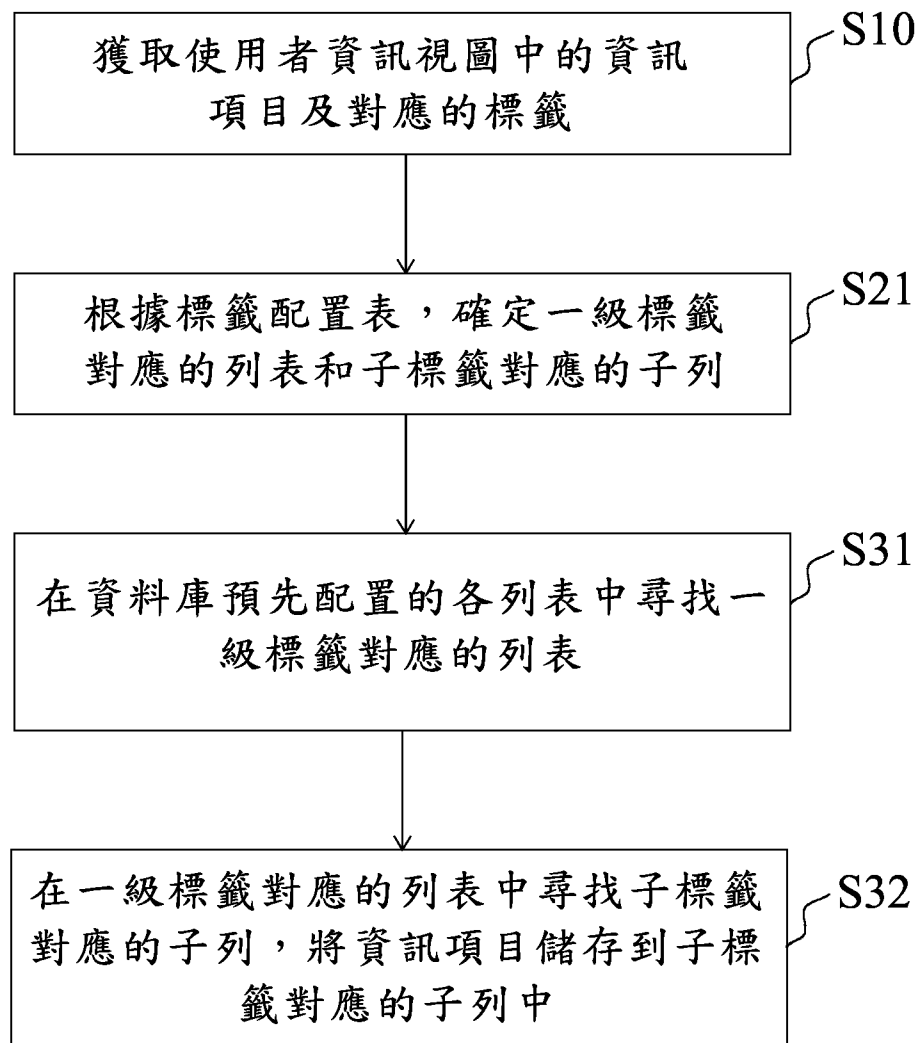 獲取使用者資訊視圖中的資訊
項目及對應的標籤
S10
根據標籤配置表，確定一級標籤
對應的列表和子標籤對應的子列
S21
在資料庫預先配置的各列表中尋找一
級標籤對應的列表
S31
在一級標籤對應的列表中尋找子標籤
對應的子列，將資訊項目儲存到子標
籤對應的子列中
S32